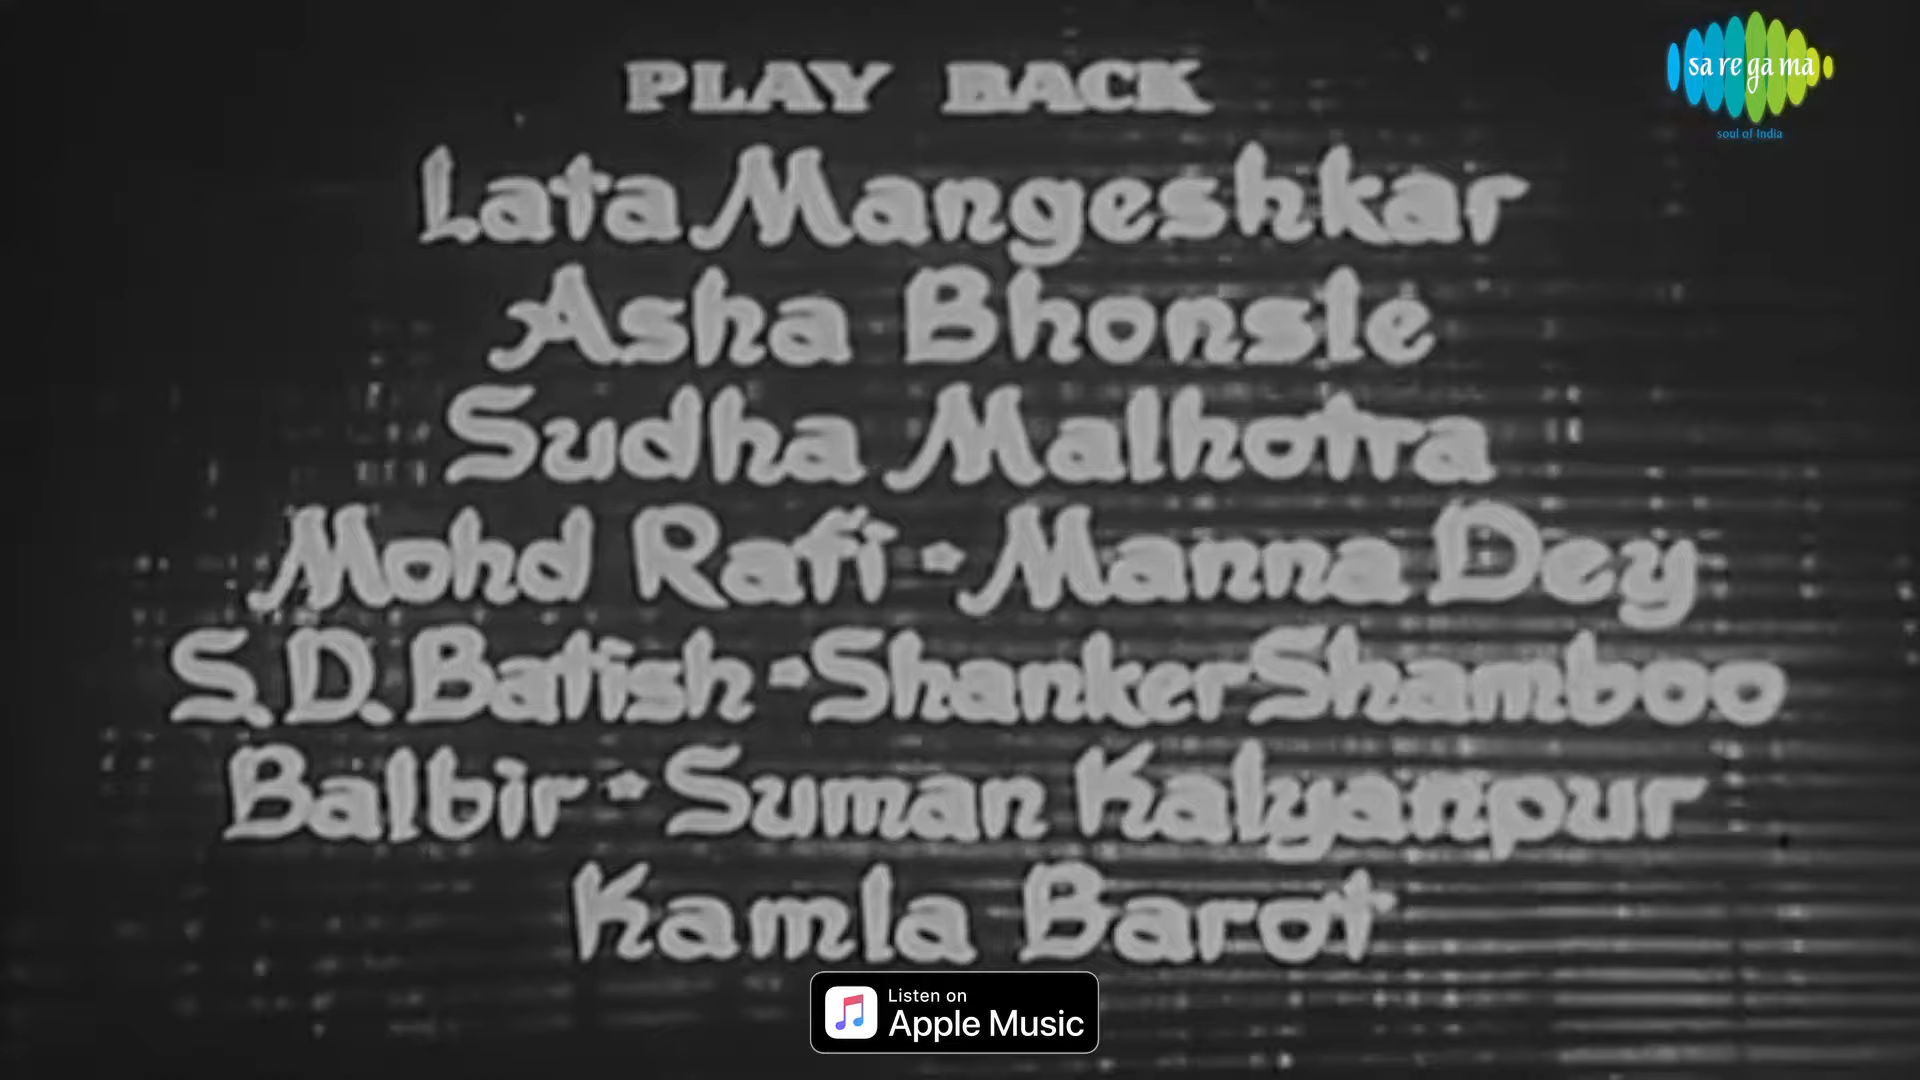 PLAY BACK
sa re ga ma
soul of India
Lata Mangeshkar
Asha Bhonsle
Sudha Malhotra
Mohd Rafi • Manna Dey
S. D. Batish • Shanker Shamboo
Balbir • Suman Kalyanpur
Kamla Barot
Listen on
Apple Music